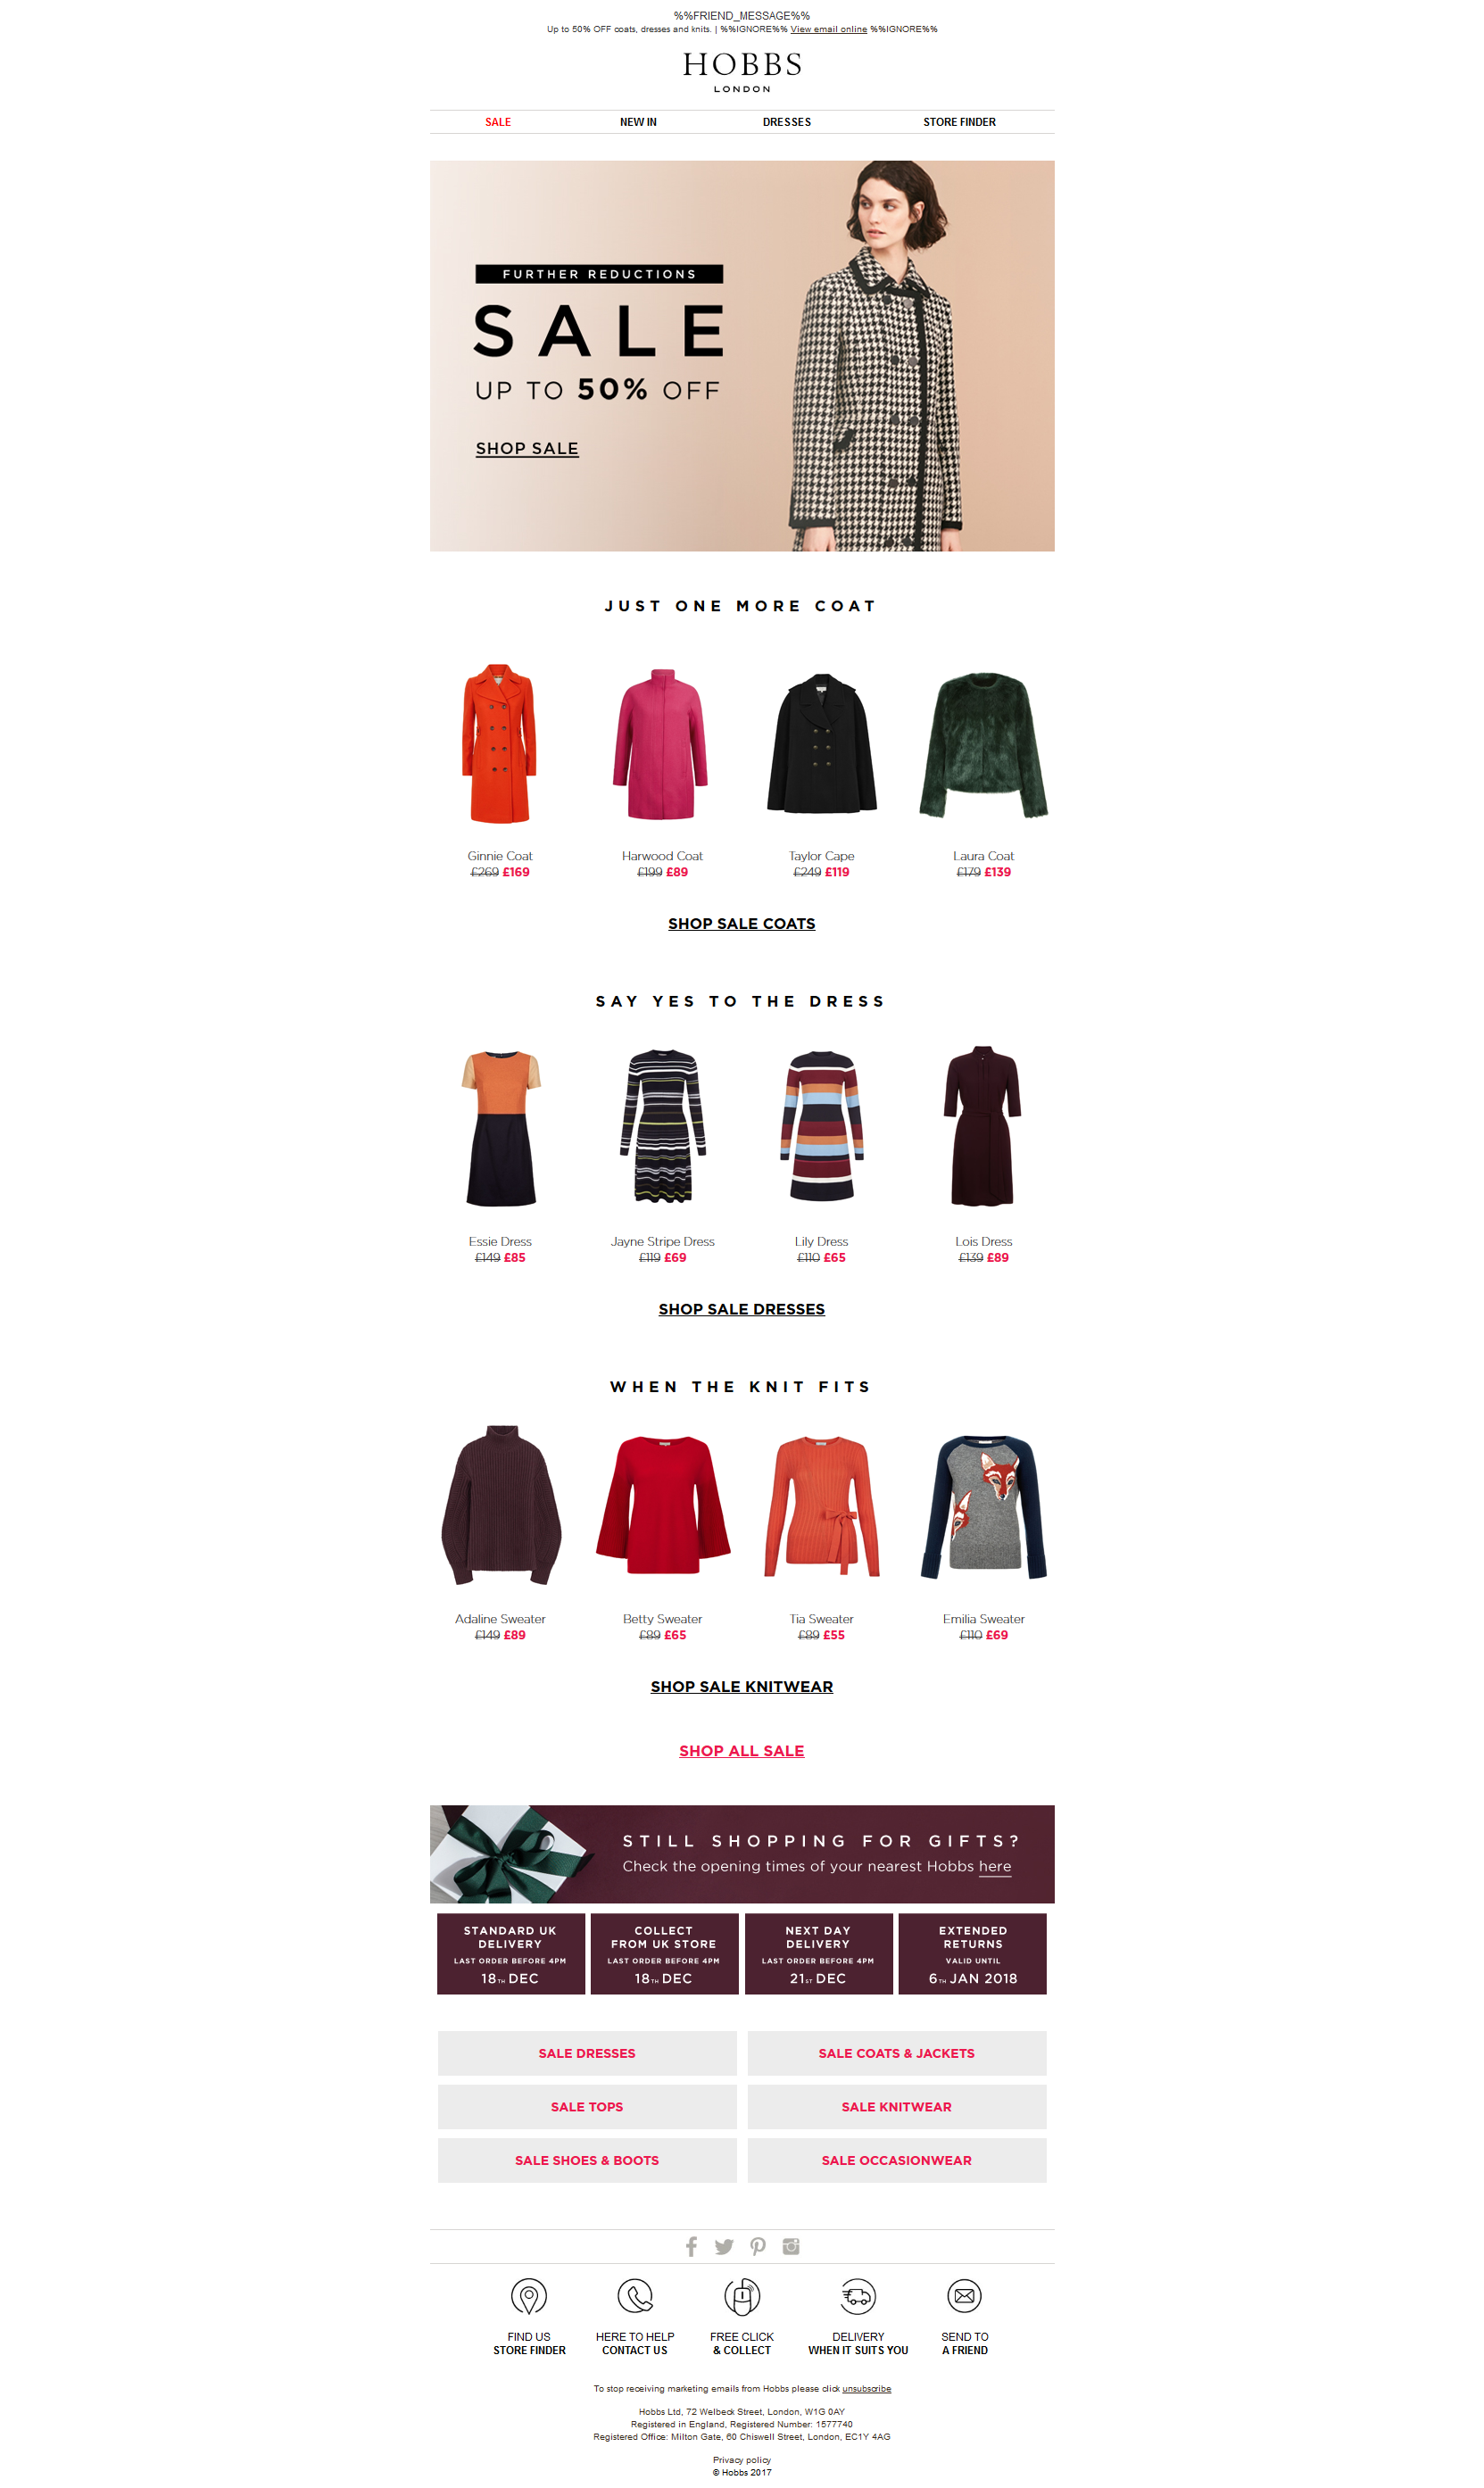 %%FRIEND_MESSAGE%%
Up to 50% OFF coats, dresses and knits. | %%IGNORE%% View email online %%IGNORE%%
HOBBS
LONDON
SALE NEW IN DRESSES STORE FINDER
FURTHER REDUCTIONS
SALE
UP TO 50% OFF
SHOP SALE
JUST ONE MORE COAT
Ginnie Coat Harwood Coat Taylor Cape Laura Coat
£269 £169 £199 £89 £249 £119 £179 £139
SHOP SALE COATS
SAY YES TO THE DRESS
Essie Dress Jayne Stripe Dress Lily Dress Lois Dress
£149 £85 £119 £69 £110 £65 £139 £89
SHOP SALE DRESSES
WHEN THE KNIT FITS
Adaline Sweater Betty Sweater Tia Sweater Emilia Sweater
£149 £89 £89 £65 £89 £55 £110 £69
SHOP SALE KNITWEAR
SHOP ALL SALE
STILL SHOPPING FOR GIFTS?
Check the opening times of your nearest Hobbs here
STANDARD UK
DELIVERY
LAST ORDER BEFORE 4PM
18TH DEC
COLLECT
FROM UK STORE
LAST ORDER BEFORE 4PM
18TH DEC
NEXT DAY
DELIVERY
LAST ORDER BEFORE 4PM
21ST DEC
EXTENDED
RETURNS
VALID UNTIL
6TH JAN 2018
SALE DRESSES SALE COATS & JACKETS
SALE TOPS SALE KNITWEAR
SALE SHOES & BOOTS SALE OCCASIONWEAR
FIND US
STORE FINDER
HERE TO HELP
CONTACT US
FREE CLICK
& COLLECT
DELIVERY
WHEN IT SUITS YOU
SEND TO
A FRIEND
To stop receiving marketing emails from Hobbs please click unsubscribe
Hobbs Ltd, 72 Welbeck Street, London, W1G 0AY
Registered in England, Registered Number: 1577740
Registered Office: Milton Gate, 60 Chiswell Street, London, EC1Y 4AG
Privacy policy
© Hobbs 2017